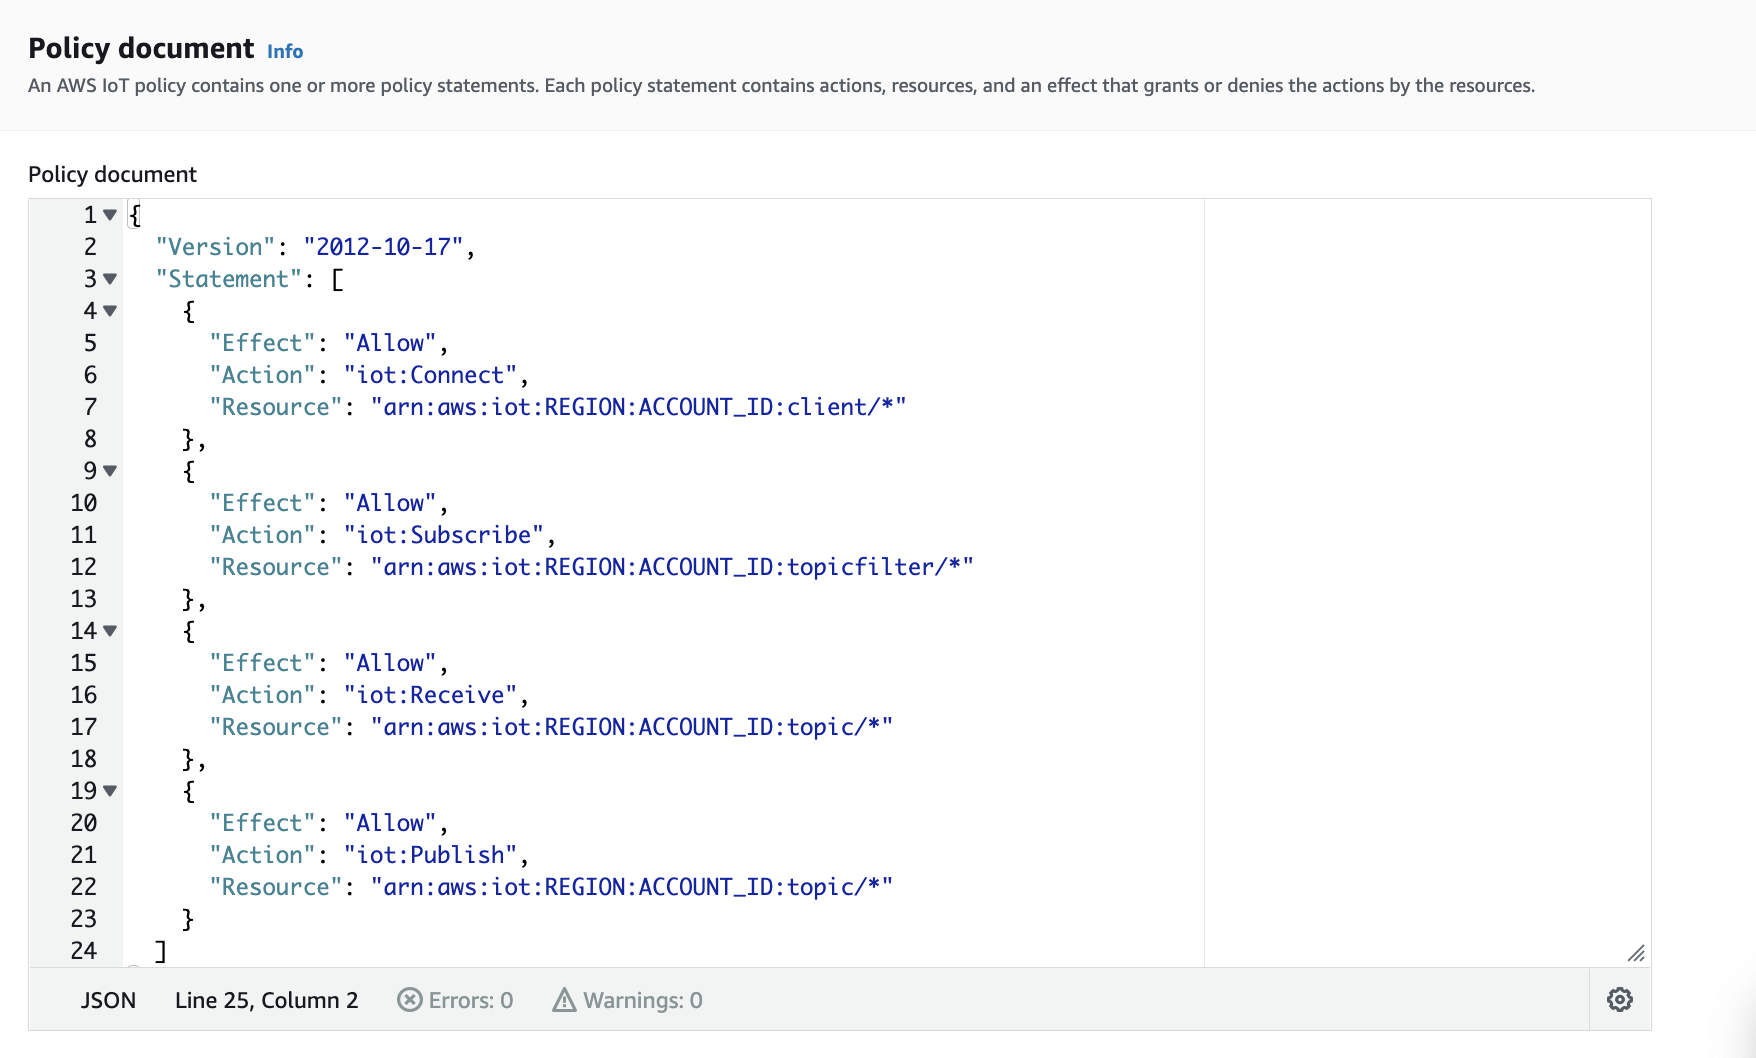 Policy document Info
An AWS IoT policy contains one or more policy statements. Each policy statement contains actions, resources, and an effect that grants or denies the actions by the resources.
Policy document
1 {
2   "Version": "2012-10-17",
3   "Statement": [
4     {
5       "Effect": "Allow",
6       "Action": "iot:Connect",
7       "Resource": "arn:aws:iot:REGION:ACCOUNT_ID:client/*"
8     },
9     {
10       "Effect": "Allow",
11       "Action": "iot:Subscribe",
12       "Resource": "arn:aws:iot:REGION:ACCOUNT_ID:topicfilter/*"
13     },
14     {
15       "Effect": "Allow",
16       "Action": "iot:Receive",
17       "Resource": "arn:aws:iot:REGION:ACCOUNT_ID:topic/*"
18     },
19     {
20       "Effect": "Allow",
21       "Action": "iot:Publish",
22       "Resource": "arn:aws:iot:REGION:ACCOUNT_ID:topic/*"
23     }
24   ]
JSON Line 25, Column 2 Errors: 0 Warnings: 0